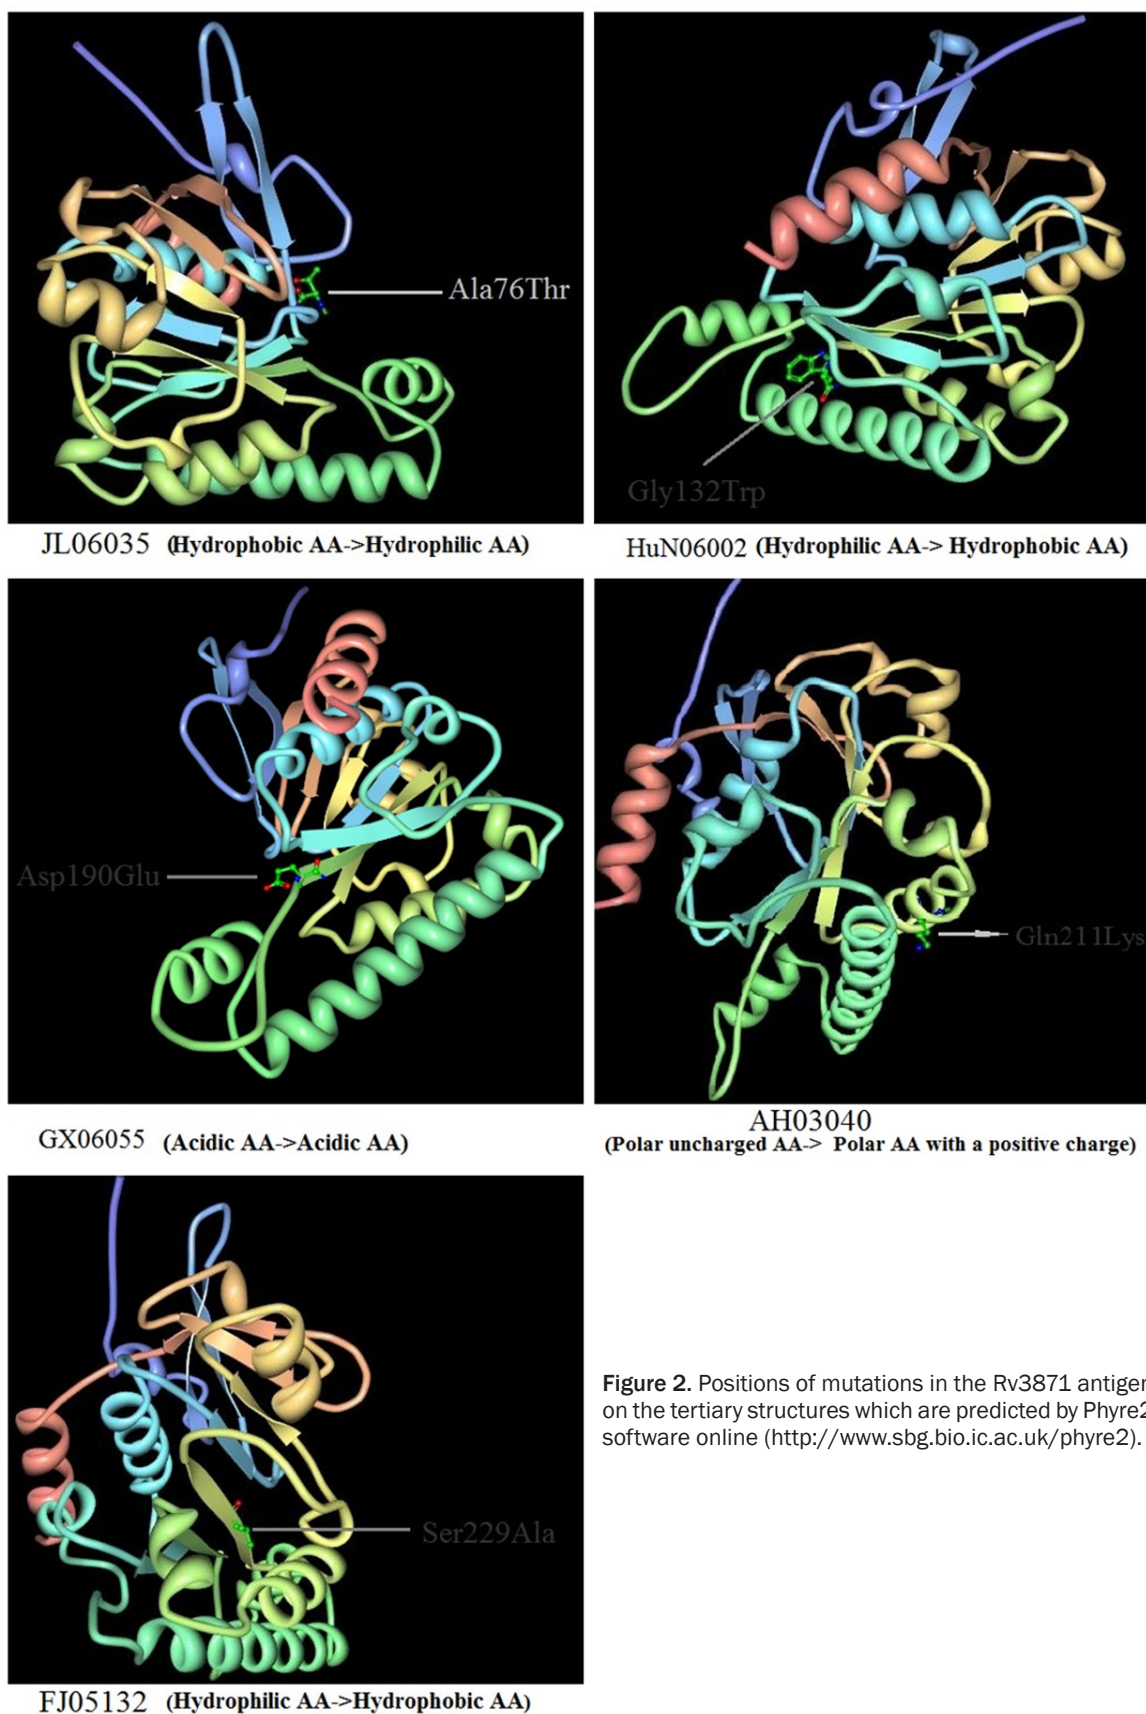 Ala76Thr
Gly132Trp
JL06035 (Hydrophobic AA->Hydrophilic AA)
HuN06002 (Hydrophilic AA-> Hydrophobic AA)
Asp190Glu
Gln211Lys
GX06055 (Acidic AA->Acidic AA)
AH03040
(Polar uncharged AA-> Polar AA with a positive charge)
Ser229Ala
FJ05132 (Hydrophilic AA->Hydrophobic AA)
Figure 2. Positions of mutations in the Rv3871 antigen
on the tertiary structures which are predicted by Phyre2
software online (http://www.sbg.bio.ic.ac.uk/phyre2).